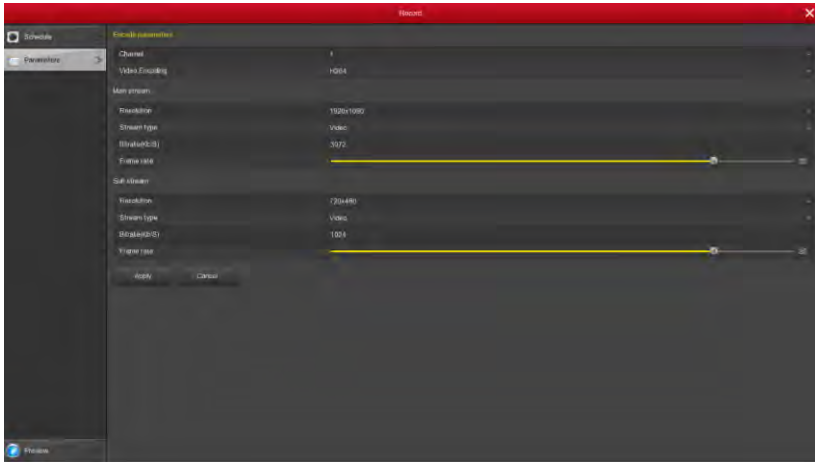 Record
Schedule
Parameters
Encode parameters
Channel 1
Video Encoding H264
Main stream
Resolution 1920x1080
Stream type Video
Bitrate(Kb/S) 3072
Frame rate
Sub stream
Resolution 720x480
Stream type Video
Bitrate(Kb/S) 1024
Frame rate
Apply Cancel
Preview